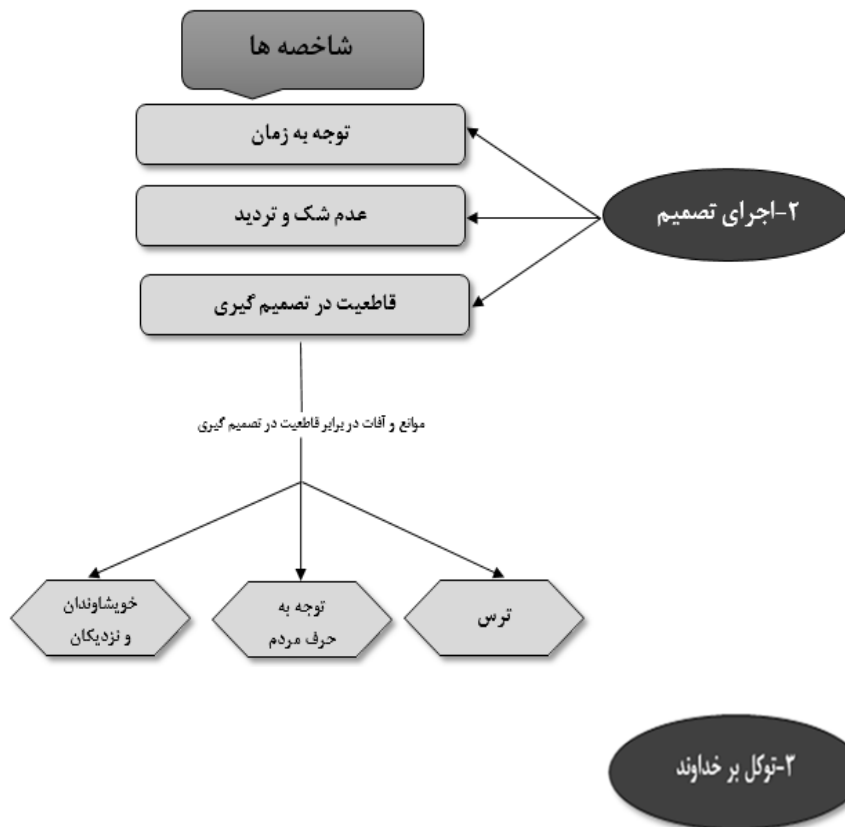 شاخصه ها
توجه به زمان
۲-اجرای تصمیم
عدم شک و تردید
قاطعیت در تصمیم گیری
موانع و آفات در برابر قاطعیت در تصمیم گیری
ترس
توجه به
حرف مردم
خویشاوندان
و نزدیکان
۳-توکل بر خداوند